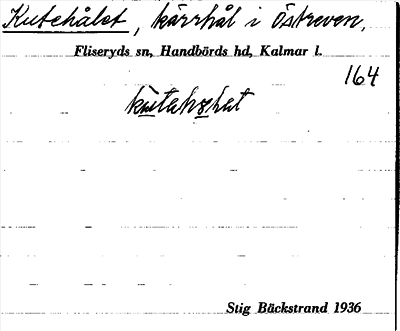 Kutehålet, kärrhål i Östreven,
Fliseryds sn, Handbörds hd, Kalmar l.
164
Stig Bäckstrand 1936